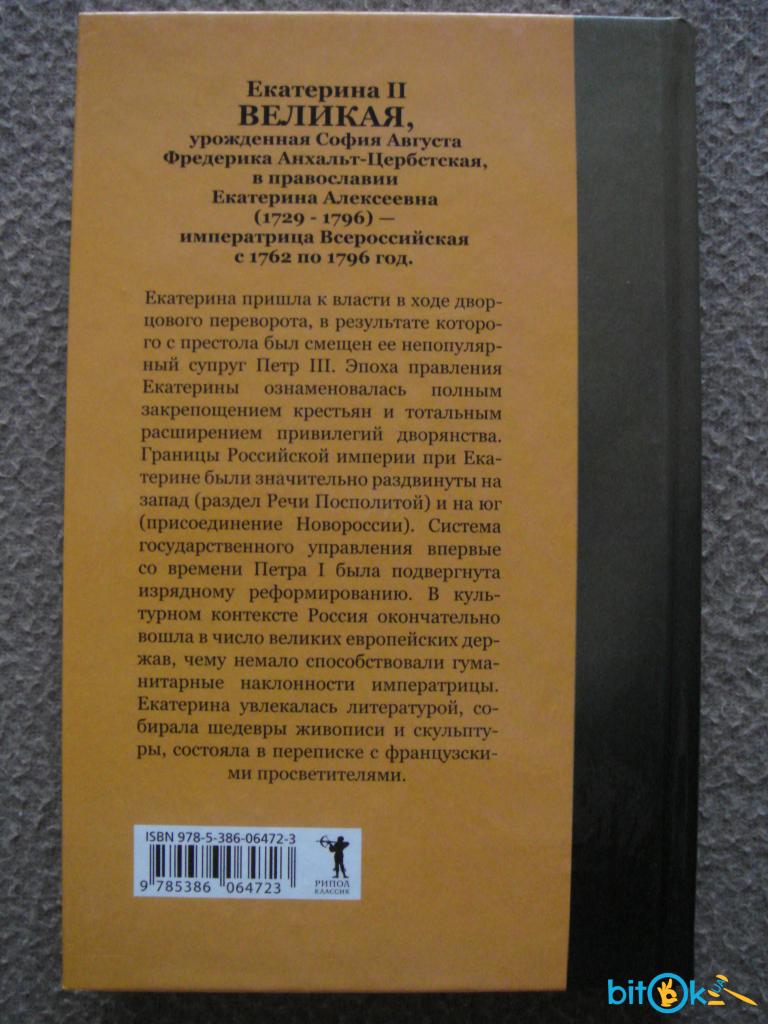 Екатерина II
ВЕЛИКАЯ,
урожденная София Августа
Фредерика Анхальт-Цербстская,
в православии
Екатерина Алексеевна
(1729 - 1796) —
императрица Всероссийская
с 1762 по 1796 год.
Екатерина пришла к власти в ходе двор-
цового переворота, в результате которо-
го с престола был смещен ее непопуляр-
ный супруг Петр III. Эпоха правления
Екатерины ознаменовалась полным
закрепощением крестьян и тотальным
расширением привилегий дворянства.
Границы Российской империи при Ека-
терине были значительно раздвинуты на
запад (раздел Речи Посполитой) и на юг
(присоединение Новороссии). Система
государственного управления впервые
со времени Петра I была подвергнута
изрядному реформированию. В куль-
турном контексте Россия окончательно
вошла в число великих европейских дер-
жав, чему немало способствовали гума-
нитарные наклонности императрицы.
Екатерина увлекалась литературой, со-
бирала шедевры живописи и скульпту-
ры, состояла в переписке с французски-
ми просветителями.
ISBN 978-5-386-06472-3
9 785386 064723
РИПОЛ
КЛАССИК
bitOk UA